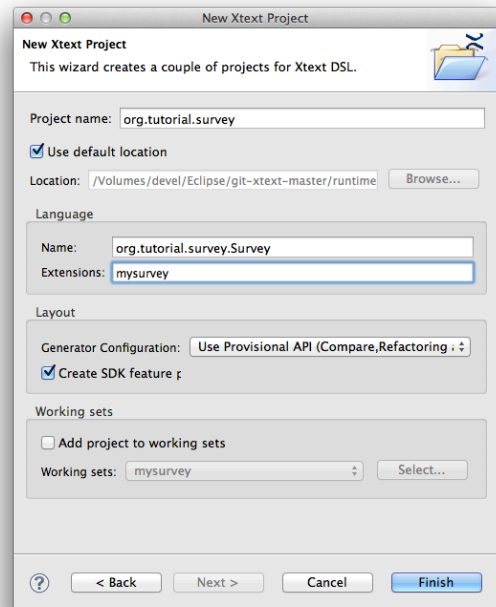 New Xtext Project
New Xtext Project
This wizard creates a couple of projects for Xtext DSL.
Project name: org.tutorial.survey
Use default location
Location: /Volumes/devel/Eclipse/git-xtext-master/runtime Browse...
Language
Name: org.tutorial.survey.Survey
Extensions: mysurvey
Layout
Generator Configuration: Use Provisional API (Compare,Refactoring
Create SDK feature p
Working sets
Add project to working sets
Working sets: mysurvey Select...
? < Back Next > Cancel Finish